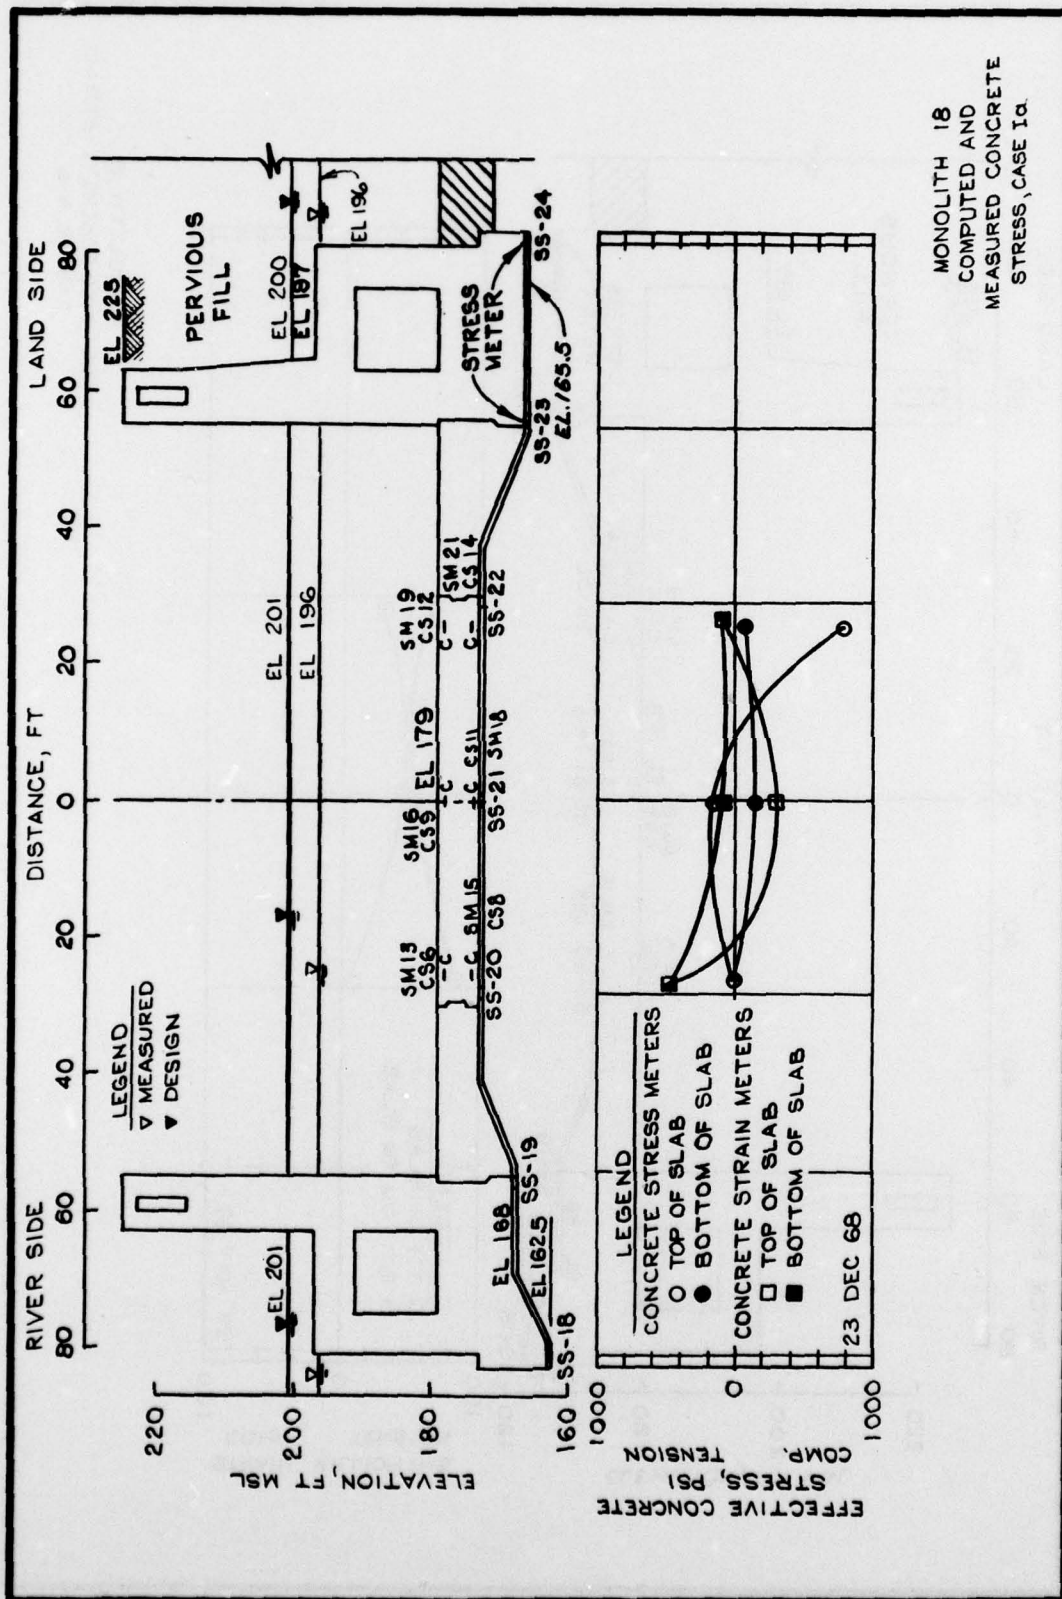 RIVER SIDE
DISTANCE, FT
LAND SIDE
80
60
40
20
0
20
40
60
80
LEGEND
▽ MEASURED
▼ DESIGN
220
200
180
160
ELEVATION, FT MSL
EL 225
PERVIOUS
FILL
EL 201
EL 201
EL 196
EL 200
EL 197
EL 196
SM13
CS6
SM16
CS9
EL 179
SM19
CS12
C
C
C
C
C
C
SM15
CS8
CS11
SM18
SM 21
CS 14
STRESS
METER
EL 168
EL 162.5
EL.165.5
SS-18
SS-19
SS-20
SS-21
SS-22
SS-23
SS-24
EFFECTIVE CONCRETE
STRESS, PSI
COMP. TENSION
1000
0
1000
LEGEND
CONCRETE STRESS METERS
○ TOP OF SLAB
● BOTTOM OF SLAB
CONCRETE STRAIN METERS
□ TOP OF SLAB
■ BOTTOM OF SLAB
23 DEC 68
MONOLITH 18
COMPUTED AND
MEASURED CONCRETE
STRESS, CASE Ia